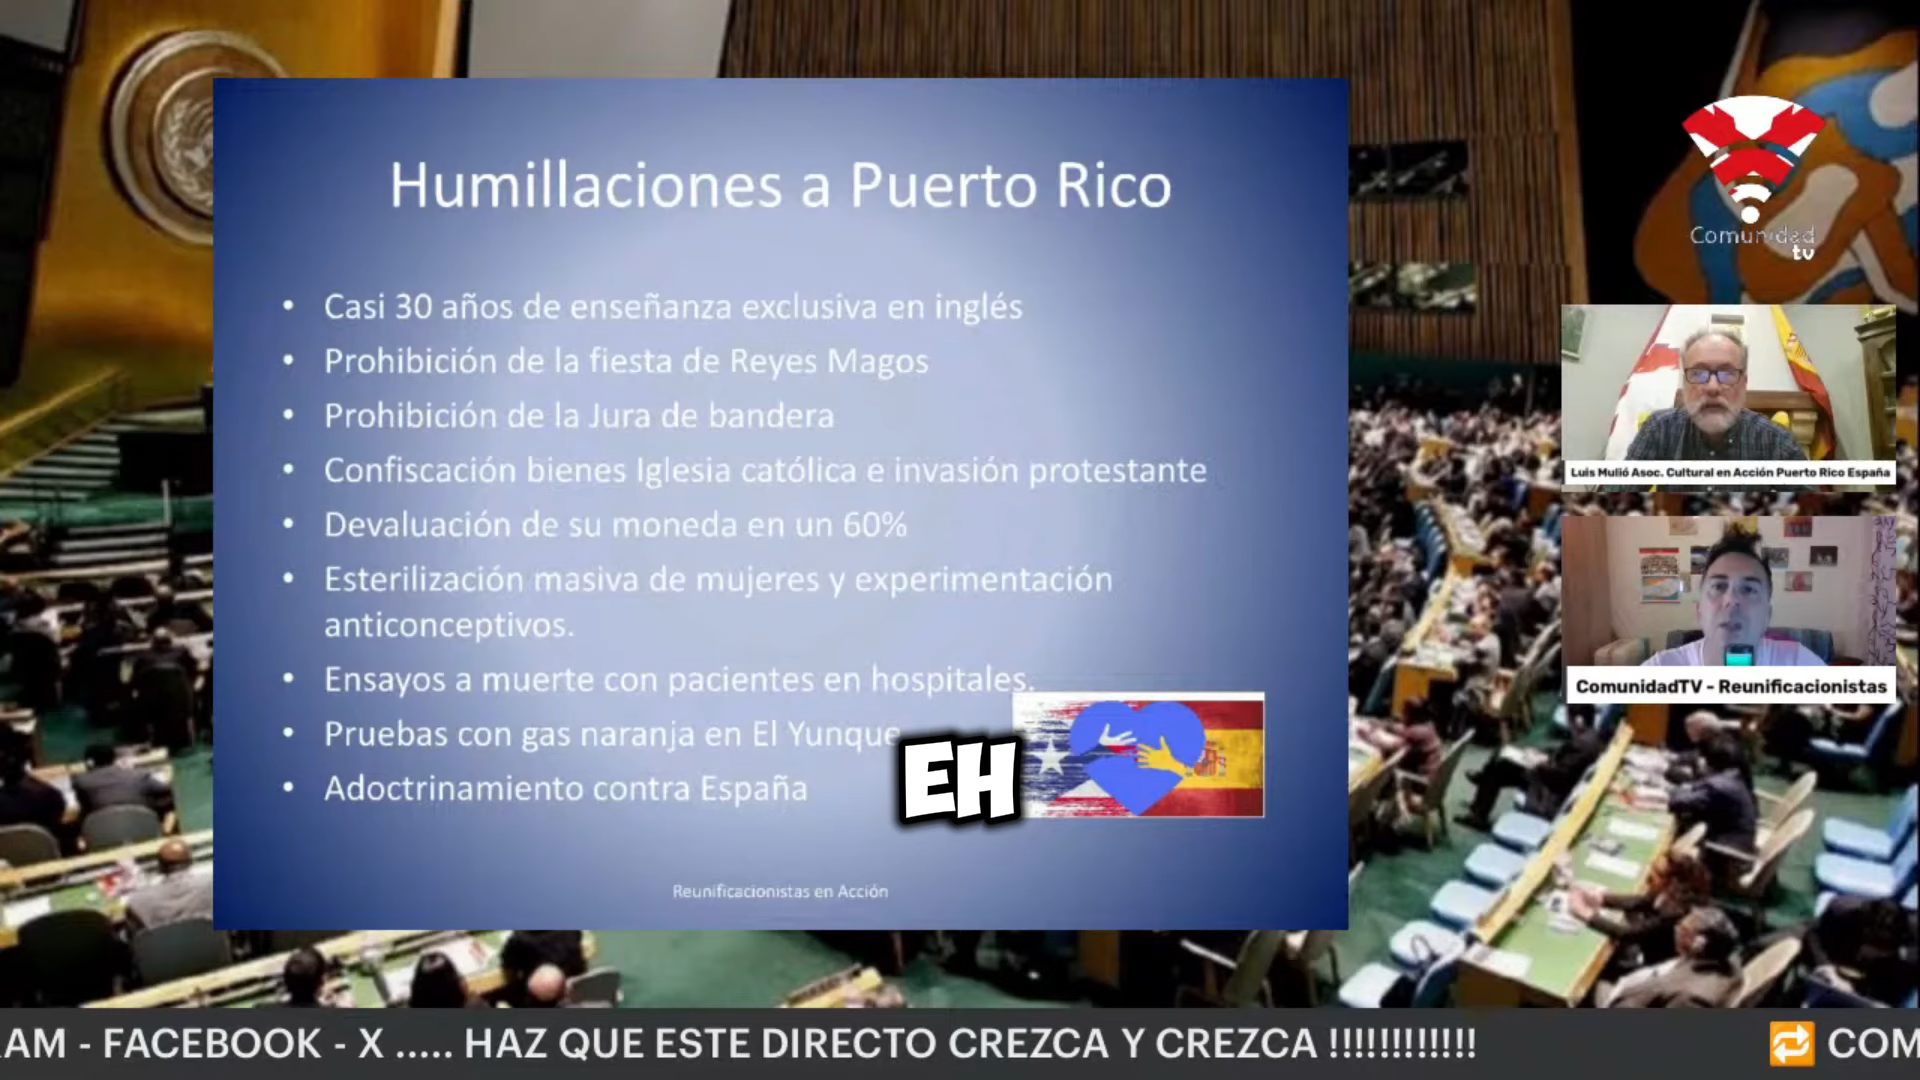 Humillaciones a Puerto Rico
• Casi 30 años de enseñanza exclusiva en inglés
• Prohibición de la fiesta de Reyes Magos
• Prohibición de la Jura de bandera
• Confiscación bienes Iglesia católica e invasión protestante
• Devaluación de su moneda en un 60%
• Esterilización masiva de mujeres y experimentación
anticonceptivos.
• Ensayos a muerte con pacientes en hospitales.
• Pruebas con gas naranja en El Yunque
• Adoctrinamiento contra España
EH
Reunificacionistas en Acción
Comunidad
tv
Luis Mulió Asoc. Cultural en Acción Puerto Rico España
ComunidadTV - Reunificacionistas
AM - FACEBOOK - X ..... HAZ QUE ESTE DIRECTO CREZCA Y CREZCA !!!!!!!!!!!! 🔁 COM